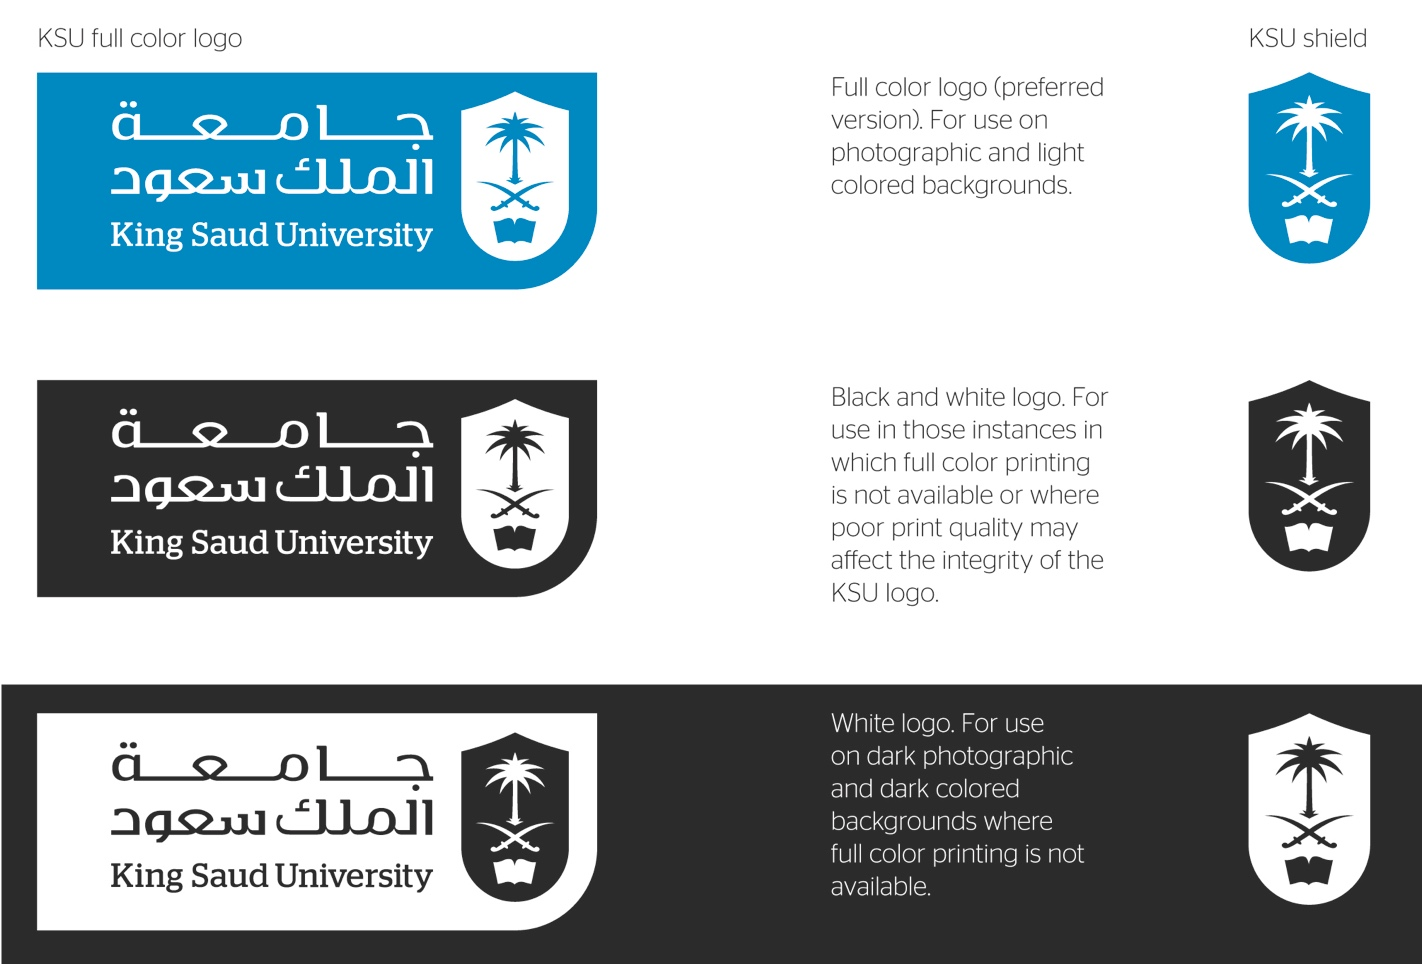 KSU full color logo
KSU shield
جامعة
الملك سعود
King Saud University
Full color logo (preferred
version). For use on
photographic and light
colored backgrounds.
جامعة
الملك سعود
King Saud University
Black and white logo. For
use in those instances in
which full color printing
is not available or where
poor print quality may
affect the integrity of the
KSU logo.
جامعة
الملك سعود
King Saud University
White logo. For use
on dark photographic
and dark colored
backgrounds where
full color printing is not
available.